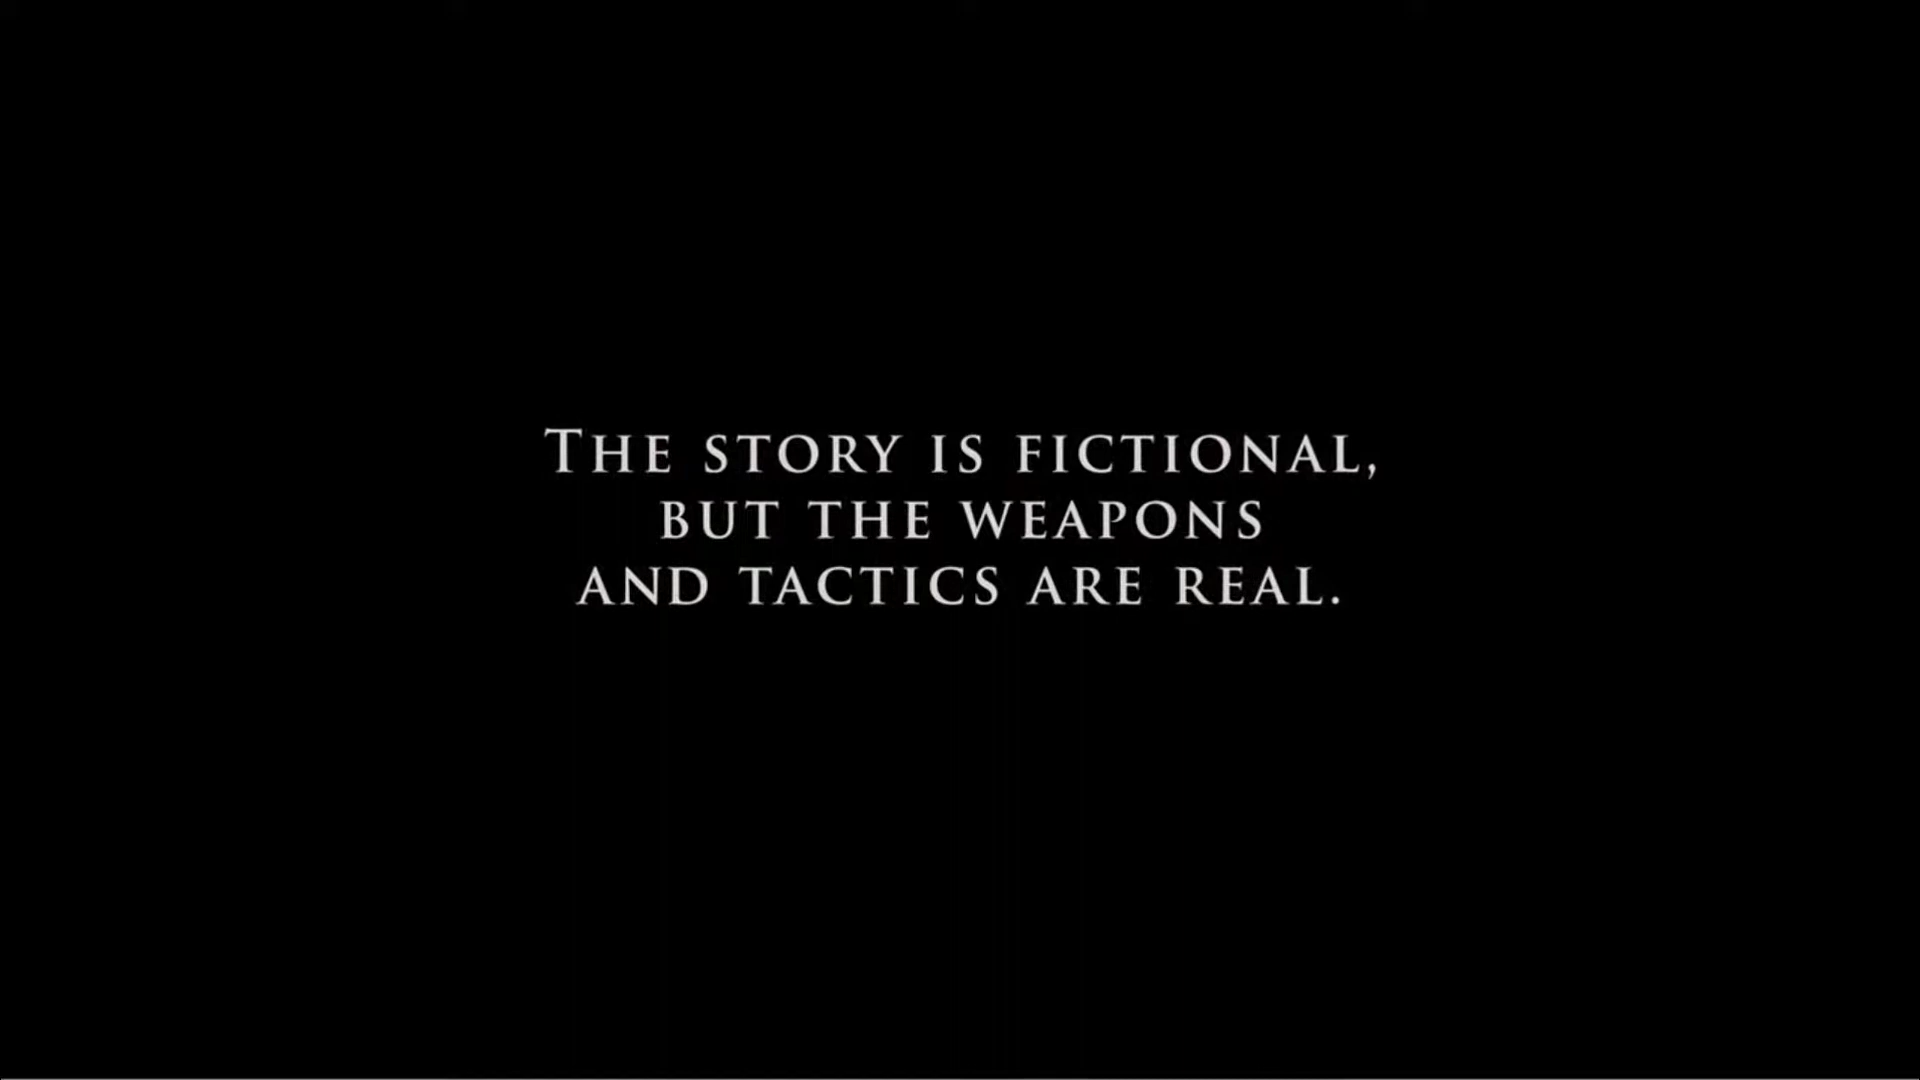 The story is fictional,
but the weapons
and tactics are real.